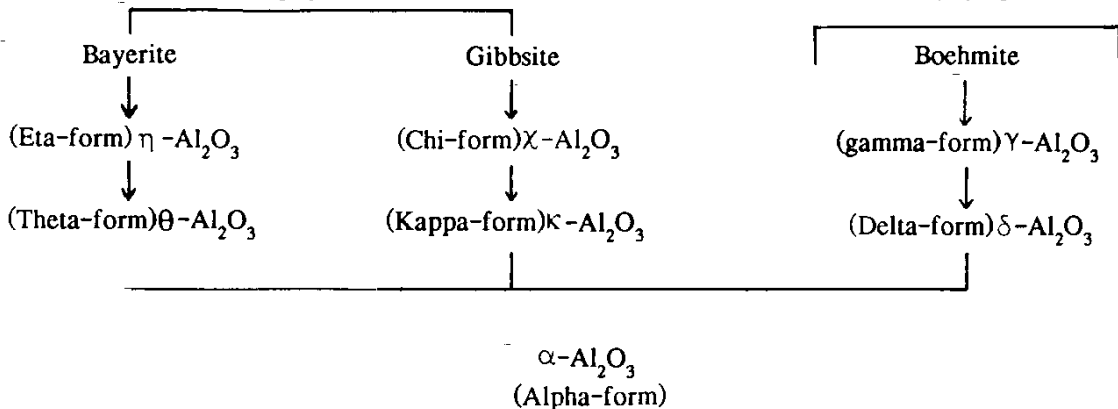 Bayerite Gibbsite Boehmite
(Eta-form) η -Al₂O₃ (Chi-form)χ-Al₂O₃ (gamma-form)γ-Al₂O₃
(Theta-form)θ-Al₂O₃ (Kappa-form)κ-Al₂O₃ (Delta-form)δ-Al₂O₃
α-Al₂O₃
(Alpha-form)